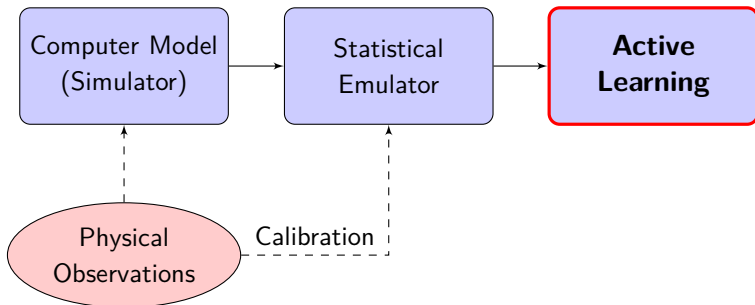 Computer Model
(Simulator)
Statistical
Emulator
Active
Learning
Physical
Observations
Calibration